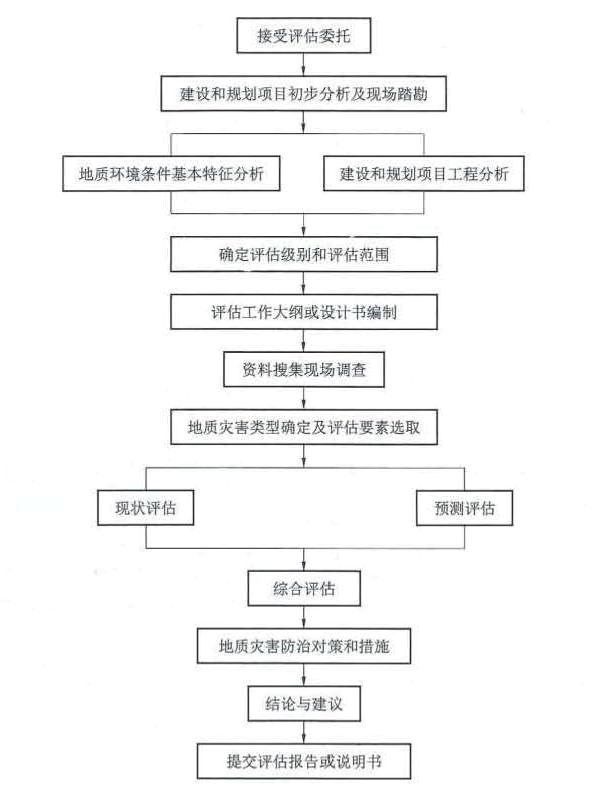 接受评估委托
建设和规划项目初步分析及现场踏勘
地质环境条件基本特征分析
建设和规划项目工程分析
确定评估级别和评估范围
评估工作大纲或设计书编制
资料搜集现场调查
地质灾害类型确定及评估要素选取
现状评估
预测评估
综合评估
地质灾害防治对策和措施
结论与建议
提交评估报告或说明书